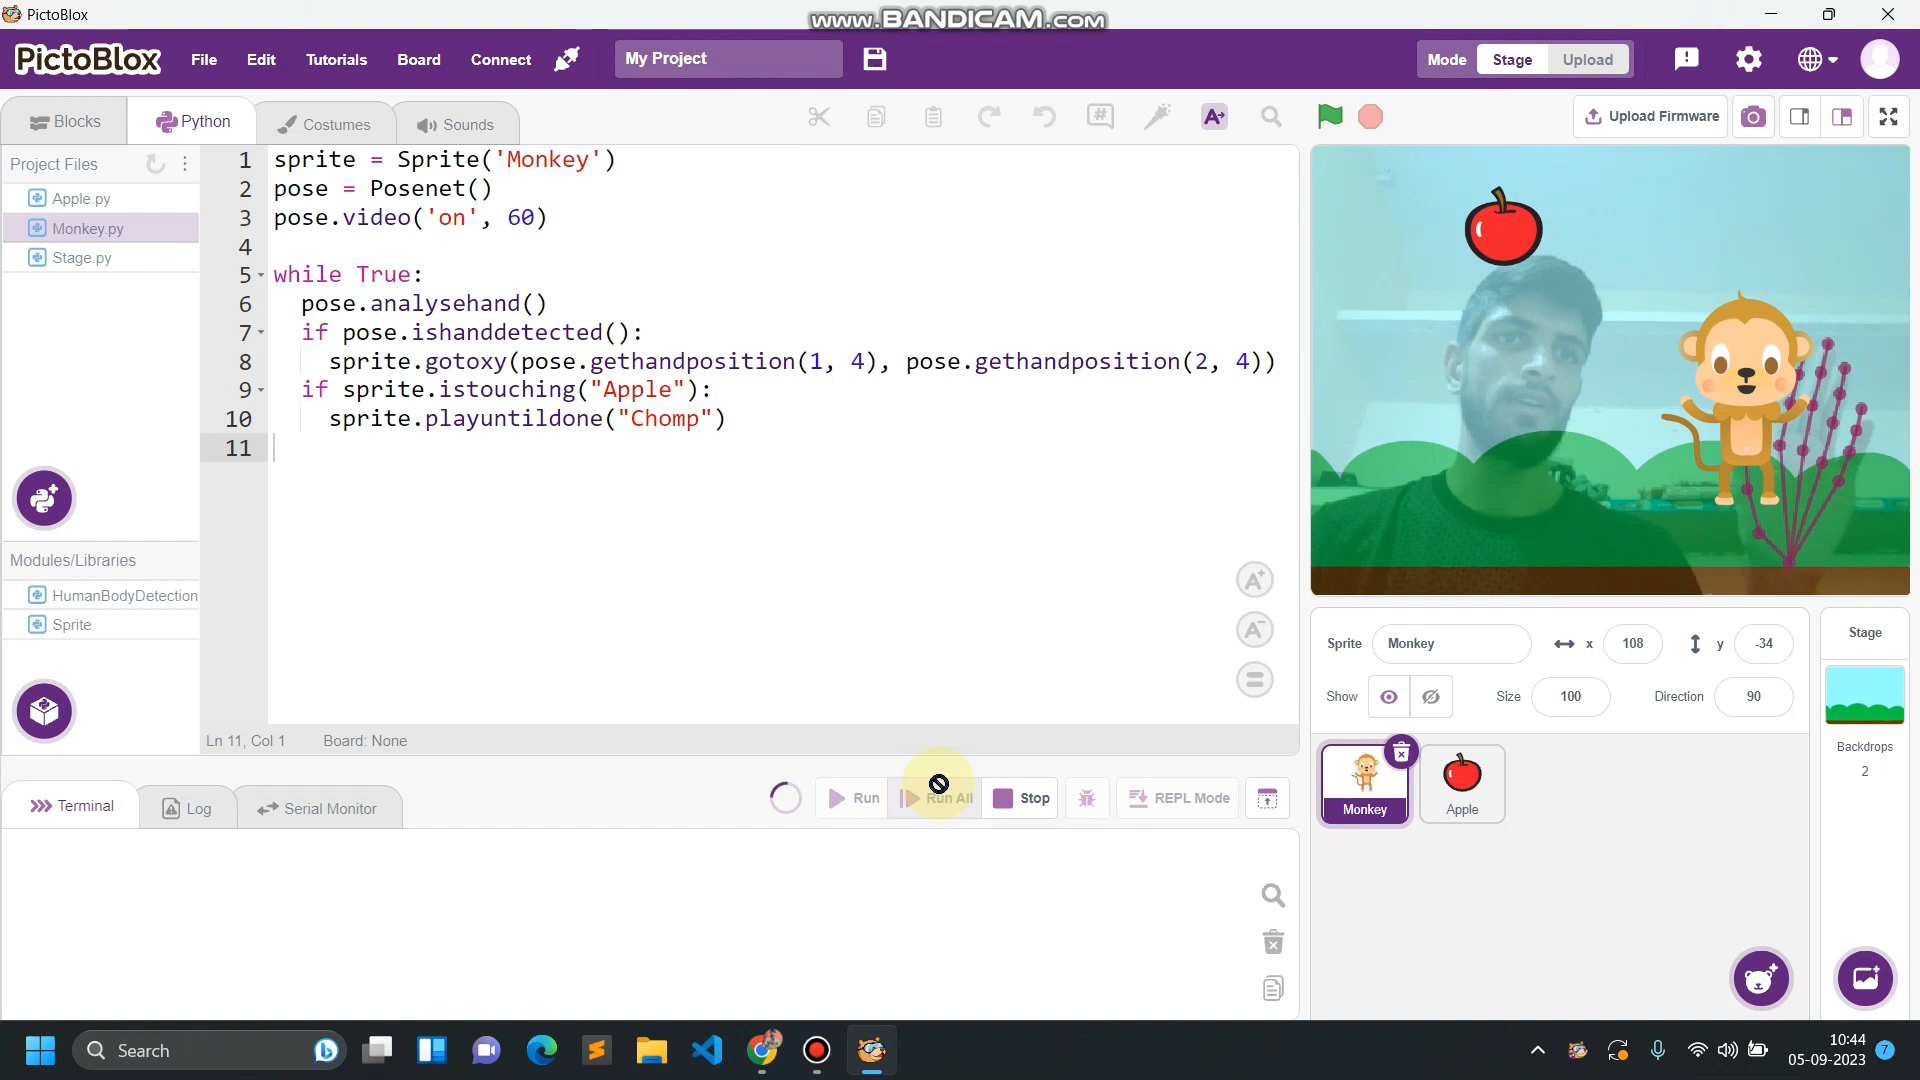 PictoBlox
www.BANDICAM.com
PictoBlox File Edit Tutorials Board Connect My Project Mode Stage Upload
Blocks Python Costumes Sounds Upload Firmware
Project Files
Apple.py
Monkey.py
Stage.py
Modules/Libraries
HumanBodyDetection
Sprite
1 sprite = Sprite('Monkey')
2 pose = Posenet()
3 pose.video('on', 60)
4
5 while True:
6 pose.analysehand()
7 if pose.ishanddetected():
8 sprite.gotoxy(pose.gethandposition(1, 4), pose.gethandposition(2, 4))
9 if sprite.istouching("Apple"):
10 sprite.playuntildone("Chomp")
11
Ln 11, Col 1 Board: None
Terminal Log Serial Monitor Run Run All Stop REPL Mode
Sprite Monkey x 108 y -34
Show Size 100 Direction 90
Monkey Apple
Stage
Backdrops
2
Search
10:44
05-09-2023
7